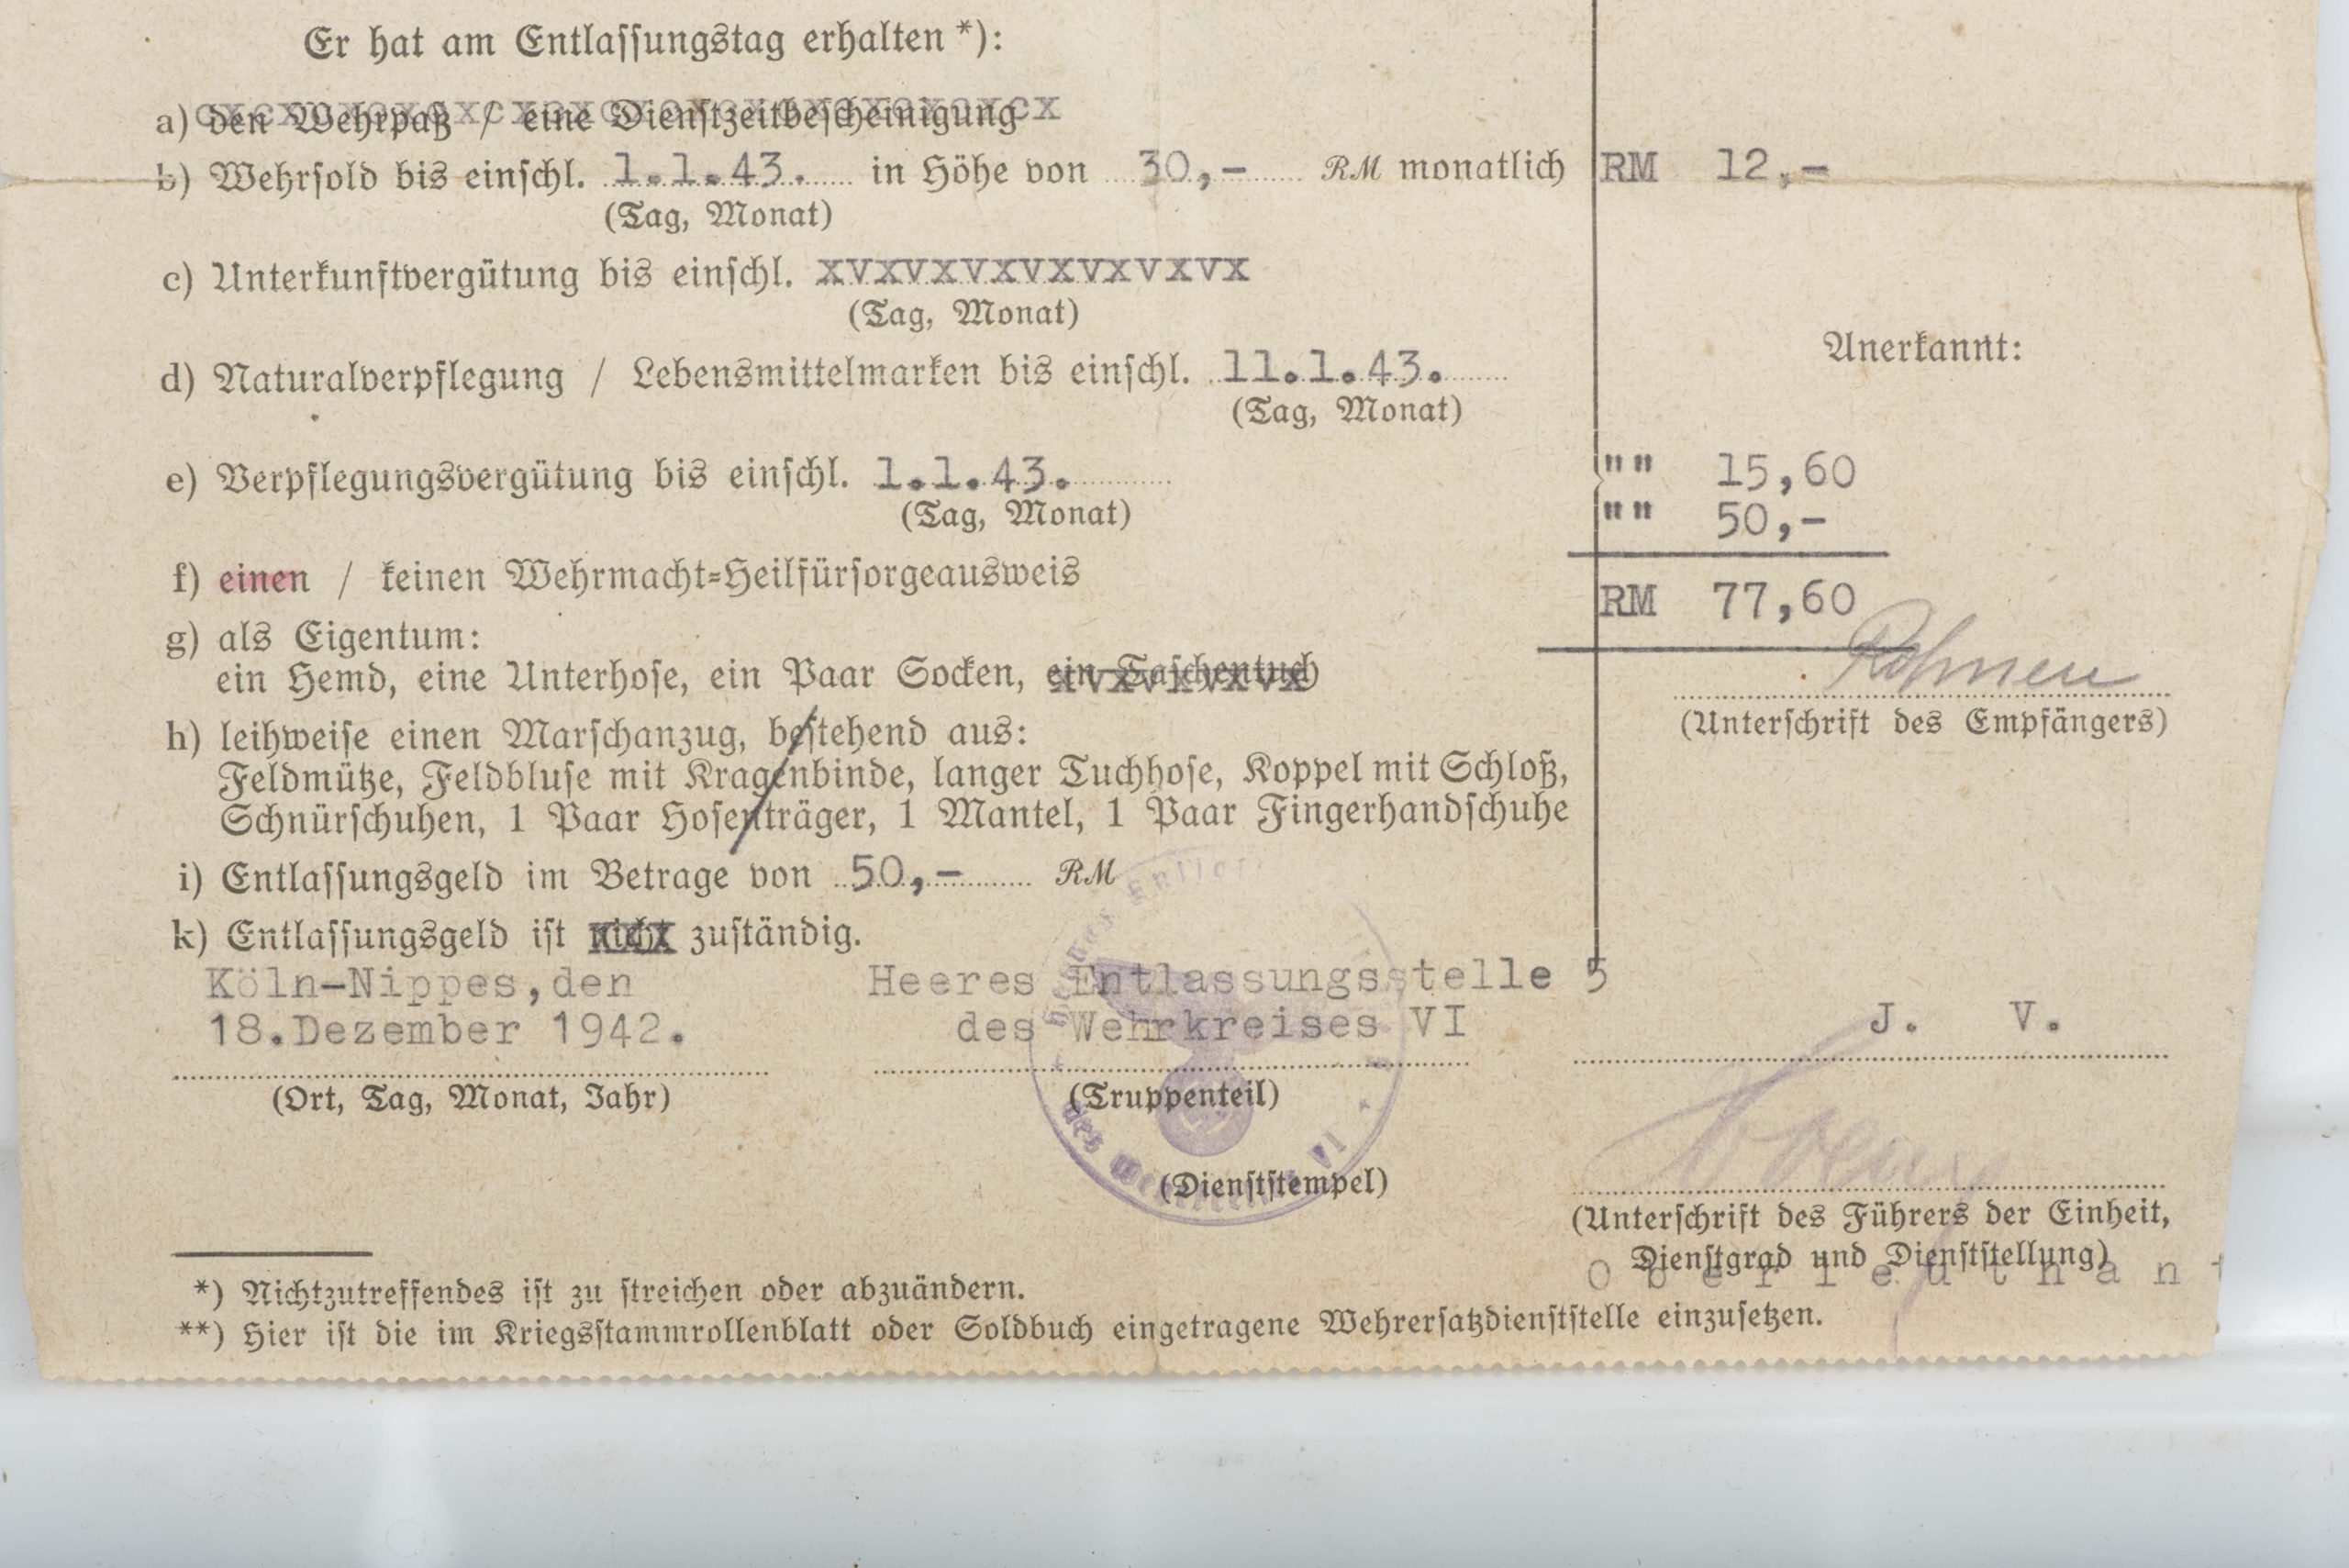 Er hat am Entlassungstag erhalten *):
a) den Wehrpaß / eine Dienstzeitbescheinigung
b) Wehrsold bis einschl. 1.1.43. in Höhe von 30,- RM monatlich RM 12,-
(Tag, Monat)
c) Unterkunftvergütung bis einschl. XVXVXVXVXVXVXVX
(Tag, Monat)
Anerkannt:
d) Naturalverpflegung / Lebensmittelmarken bis einschl. 11.1.43.
(Tag, Monat)
e) Verpflegungsvergütung bis einschl. 1.1.43. "" 15,60
(Tag, Monat) "" 50,-
f) einen / keinen Wehrmacht-Heilfürsorgeausweis RM 77,60
g) als Eigentum:
ein Hemd, eine Unterhose, ein Paar Socken, ein Taschentuch
(Unterschrift des Empfängers)
h) leihweise einen Marschanzug, bestehend aus:
Feldmütze, Feldbluse mit Kragenbinde, langer Tuchhose, Koppel mit Schloß,
Schnürschuhen, 1 Paar Hosenträger, 1 Mantel, 1 Paar Fingerhandschuhe
i) Entlassungsgeld im Betrage von 50,- RM
k) Entlassungsgeld ist nicht zuständig.
Köln-Nippes,den Heeres Entlassungsstelle 5
18.Dezember 1942. des Wehrkreises VI J. V.
(Ort, Tag, Monat, Jahr) (Truppenteil)
(Dienststempel)
(Unterschrift des Führers der Einheit,
Dienstgrad und Dienststellung)
Oberleutnant
*) Nichtzutreffendes ist zu streichen oder abzuändern.
**) Hier ist die im Kriegsstammrollenblatt oder Soldbuch eingetragene Wehrersatzdienststelle einzusetzen.